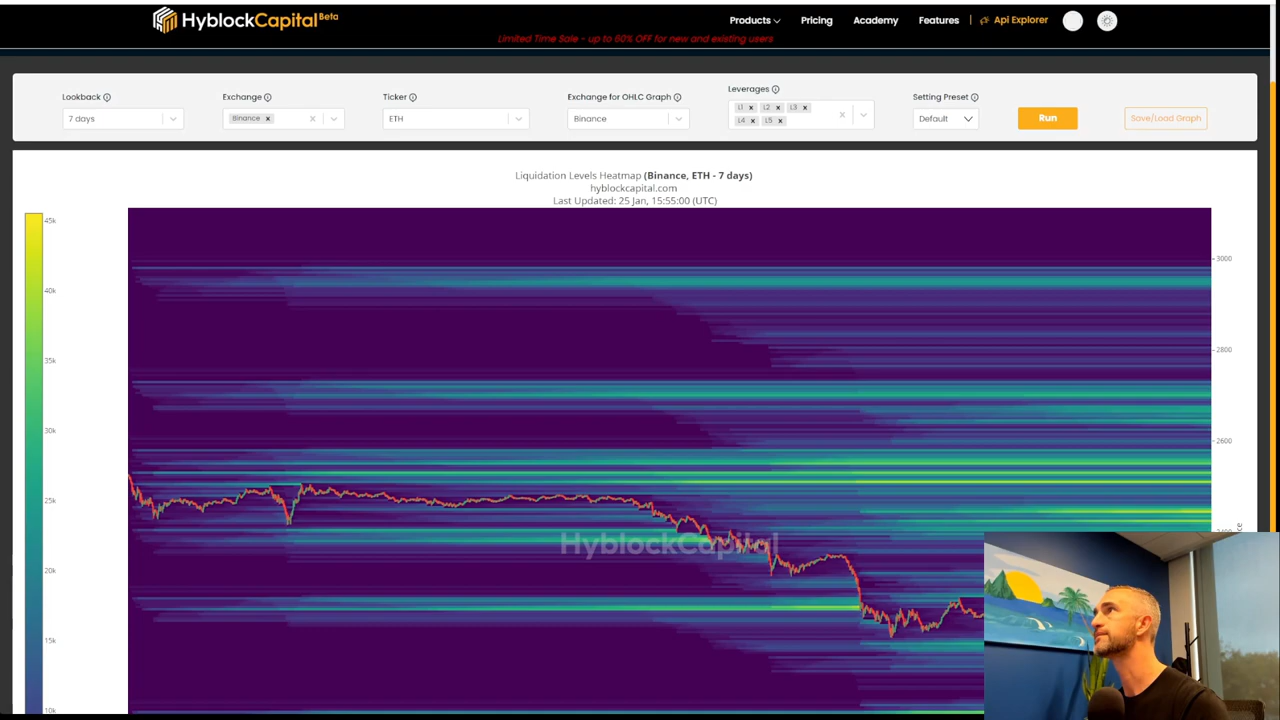 HyblockCapital Beta
Products Pricing Academy Features Api Explorer
Limited Time Sale - up to 60% OFF for new and existing users
Lookback Exchange Ticker Exchange for OHLC Graph Leverages Setting Preset
7 days Binance × ETH Binance L1 × L2 × L3 × Default Run Save/Load Graph
L4 × L5 ×
Liquidation Levels Heatmap (Binance, ETH - 7 days)
hyblockcapital.com
Last Updated: 25 Jan, 15:55:00 (UTC)
45k
40k
35k
30k
25k
20k
15k
10k
3000
2800
2600
HyblockCapital